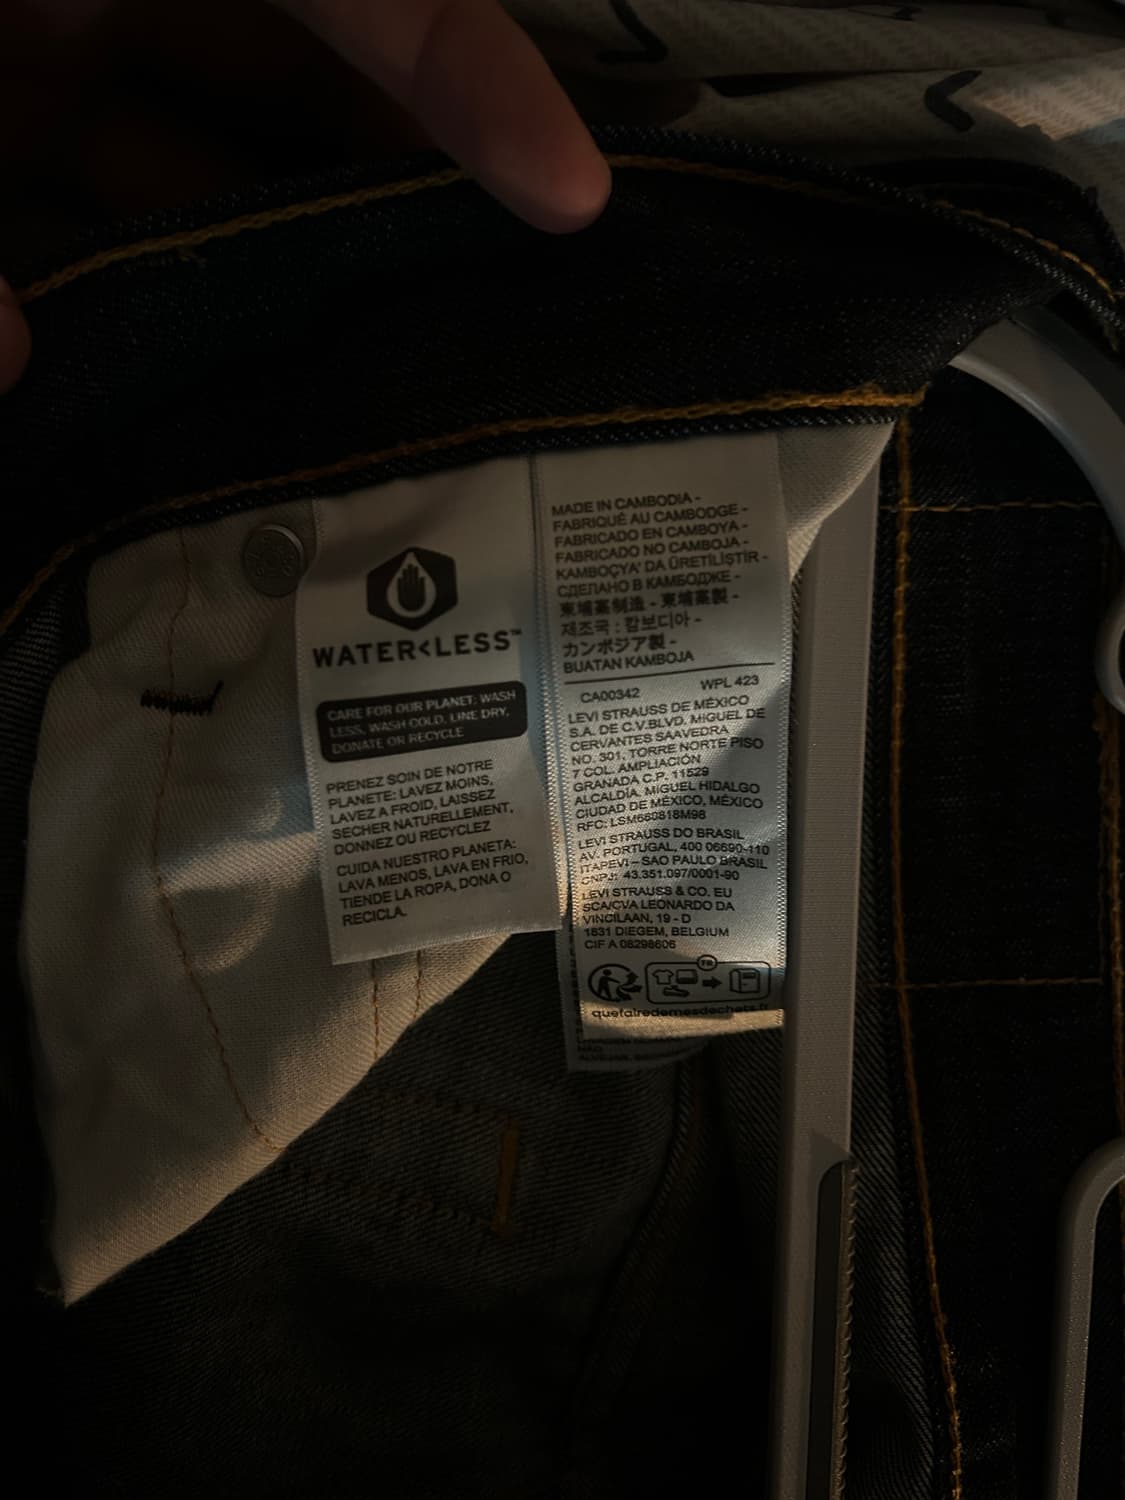 WATER<LESS™
CARE FOR OUR PLANET: WASH
LESS, WASH COLD, LINE DRY,
DONATE OR RECYCLE
PRENEZ SOIN DE NOTRE
PLANETE: LAVEZ MOINS,
LAVEZ A FROID, LAISSEZ
SECHER NATURELLEMENT,
DONNEZ OU RECYCLEZ
CUIDA NUESTRO PLANETA:
LAVA MENOS, LAVA EN FRIO,
TIENDE LA ROPA, DONA O
RECICLA.
MADE IN CAMBODIA -
FABRIQUÉ AU CAMBODGE -
FABRICADO EN CAMBOYA -
FABRICADO NO CAMBOJA -
KAMBOÇYA' DA ÜRETİLİŞTİR -
СДЕЛАНО В КАМБОДЖЕ -
柬埔寨制造 - 柬埔寨製 -
제조국 : 캄보디아 -
カンボジア製 -
BUATAN KAMBOJA
CA00342 WPL 423
LEVI STRAUSS DE MÉXICO
S.A. DE C.V.BLVD. MIGUEL DE
CERVANTES SAAVEDRA
NO. 301, TORRE NORTE PISO
7 COL. AMPLIACIÓN
GRANADA C.P. 11529
ALCALDÍA. MIGUEL HIDALGO
CIUDAD DE MÉXICO, MÉXICO
RFC: LSM860818M98
LEVI STRAUSS DO BRASIL
AV. PORTUGAL, 400 06690-110
ITAPEVI – SAO PAULO BRASIL
CNPJ: 43.351.097/0001-90
LEVI STRAUSS & CO. EU
SCA/CVA LEONARDO DA
VINCILAAN, 19 - D
1831 DIEGEM, BELGIUM
CIF A 08298606
TRI
quefairedemesdechets.fr